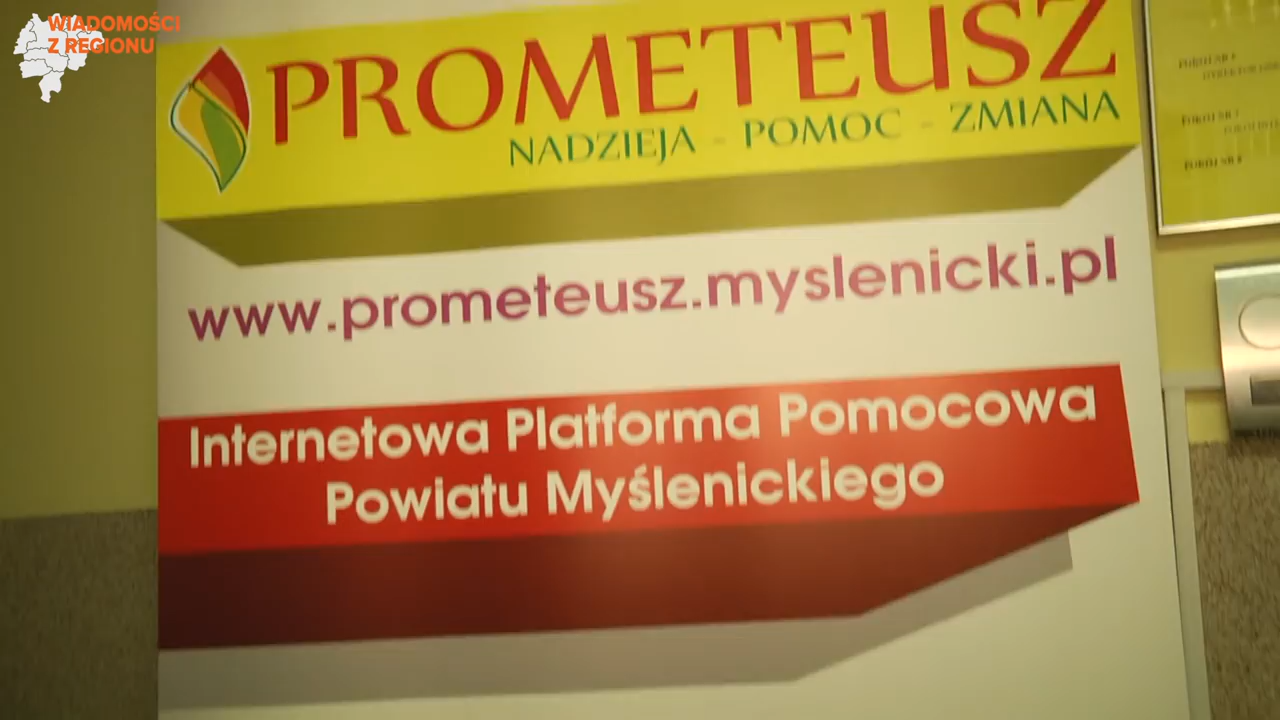 WIADOMOŚCI
Z REGIONU
PROMETEUSZ
NADZIEJA - POMOC - ZMIANA
www.prometeusz.myslenicki.pl
Internetowa Platforma Pomocowa
Powiatu Myślenickiego